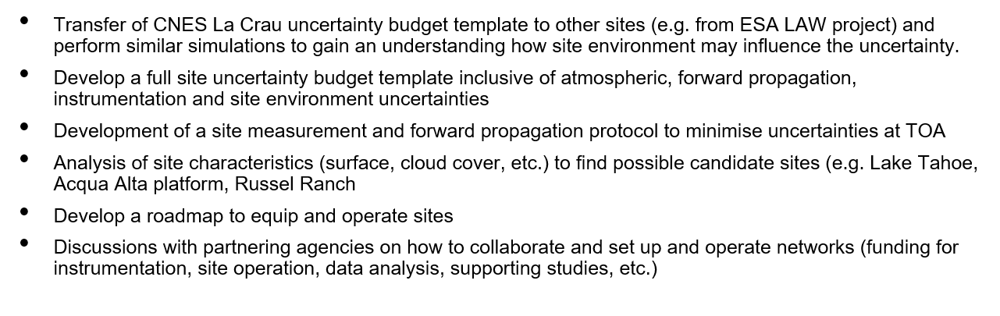 • Transfer of CNES La Crau uncertainty budget template to other sites (e.g. from ESA LAW project) and
perform similar simulations to gain an understanding how site environment may influence the uncertainty.
• Develop a full site uncertainty budget template inclusive of atmospheric, forward propagation,
instrumentation and site environment uncertainties
• Development of a site measurement and forward propagation protocol to minimise uncertainties at TOA
• Analysis of site characteristics (surface, cloud cover, etc.) to find possible candidate sites (e.g. Lake Tahoe,
Acqua Alta platform, Russel Ranch
• Develop a roadmap to equip and operate sites
• Discussions with partnering agencies on how to collaborate and set up and operate networks (funding for
instrumentation, site operation, data analysis, supporting studies, etc.)